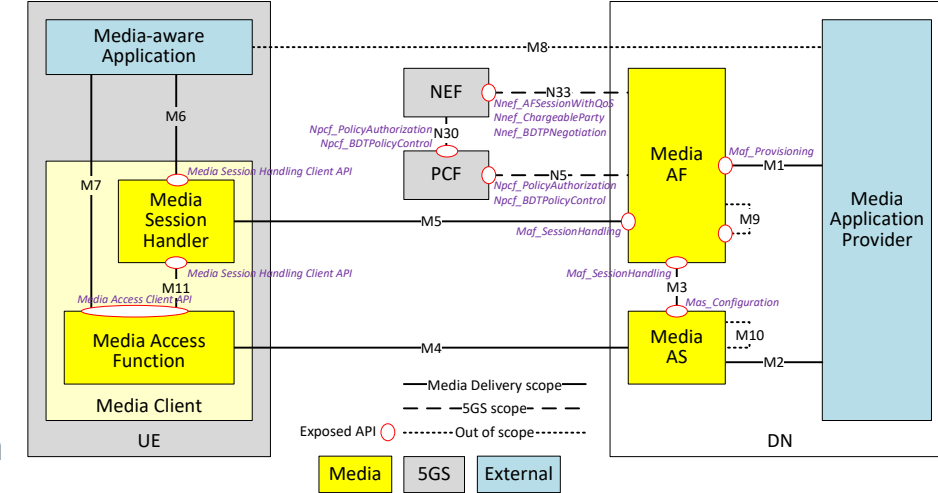 Media-aware
Application
M8
NEF
N33
Nnef_AFSessionWithQoS
Nnef_ChargeableParty
Nnef_BDTPNegotiation
M6
Npcf_PolicyAuthorization
Npcf_BDTPolicyControl
N30
PCF
N5
Npcf_PolicyAuthorization
Npcf_BDTPolicyControl
Media
AF
Maf_Provisioning
M1
Media Session Handling Client API
M7
Media
Session
Handler
M5
Maf_SessionHandling
M9
Media
Application
Provider
Media Session Handling Client API
M11
Media Access Client API
Maf_SessionHandling
M3
Mas_Configuration
Media Access
Function
M4
Media
AS
M10
M2
Media Client
UE
DN
Media Delivery scope
5GS scope
Exposed API
Out of scope
Media
5GS
External